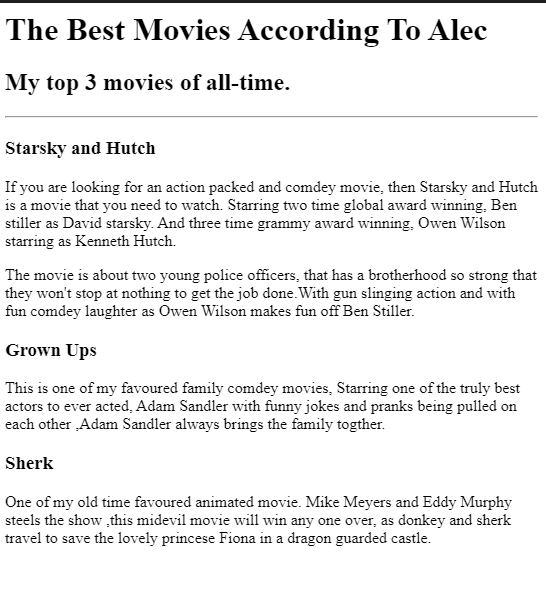 The Best Movies According To Alec
My top 3 movies of all-time.
Starsky and Hutch
If you are looking for an action packed and comdey movie, then Starsky and Hutch
is a movie that you need to watch. Starring two time global award winning, Ben
stiller as David starsky. And three time grammy award winning, Owen Wilson
starring as Kenneth Hutch.
The movie is about two young police officers, that has a brotherhood so strong that
they won't stop at nothing to get the job done.With gun slinging action and with
fun comdey laughter as Owen Wilson makes fun off Ben Stiller.
Grown Ups
This is one of my favoured family comdey movies, Starring one of the truly best
actors to ever acted, Adam Sandler with funny jokes and pranks being pulled on
each other ,Adam Sandler always brings the family togther.
Sherk
One of my old time favoured animated movie. Mike Meyers and Eddy Murphy
steels the show ,this midevil movie will win any one over, as donkey and sherk
travel to save the lovely princese Fiona in a dragon guarded castle.